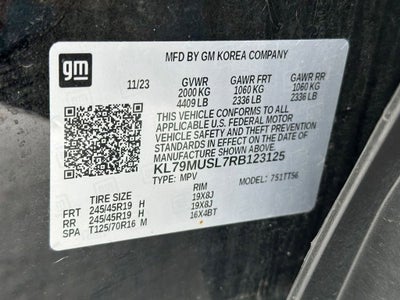 gm
MFD BY GM KOREA COMPANY
11/23 GVWR GAWR FRT GAWR RR
2000 KG 1060 KG 1060 KG
4409 LB 2336 LB 2336 LB
THIS VEHICLE CONFORMS TO ALL
APPLICABLE U.S. FEDERAL MOTOR
VEHICLE SAFETY AND THEFT PREVENTION
STANDARDS IN EFFECT ON THE DATE OF
MANUFACTURE SHOWN ABOVE.
KL79MUSL7RB123125
TYPE: MPV MODEL: 7S1TTS6
TIRE SIZE RIM
FRT 245/45R19 H 19X8J
RR 245/45R19 H 19X8J
SPA T125/70R16 M 16X4BT